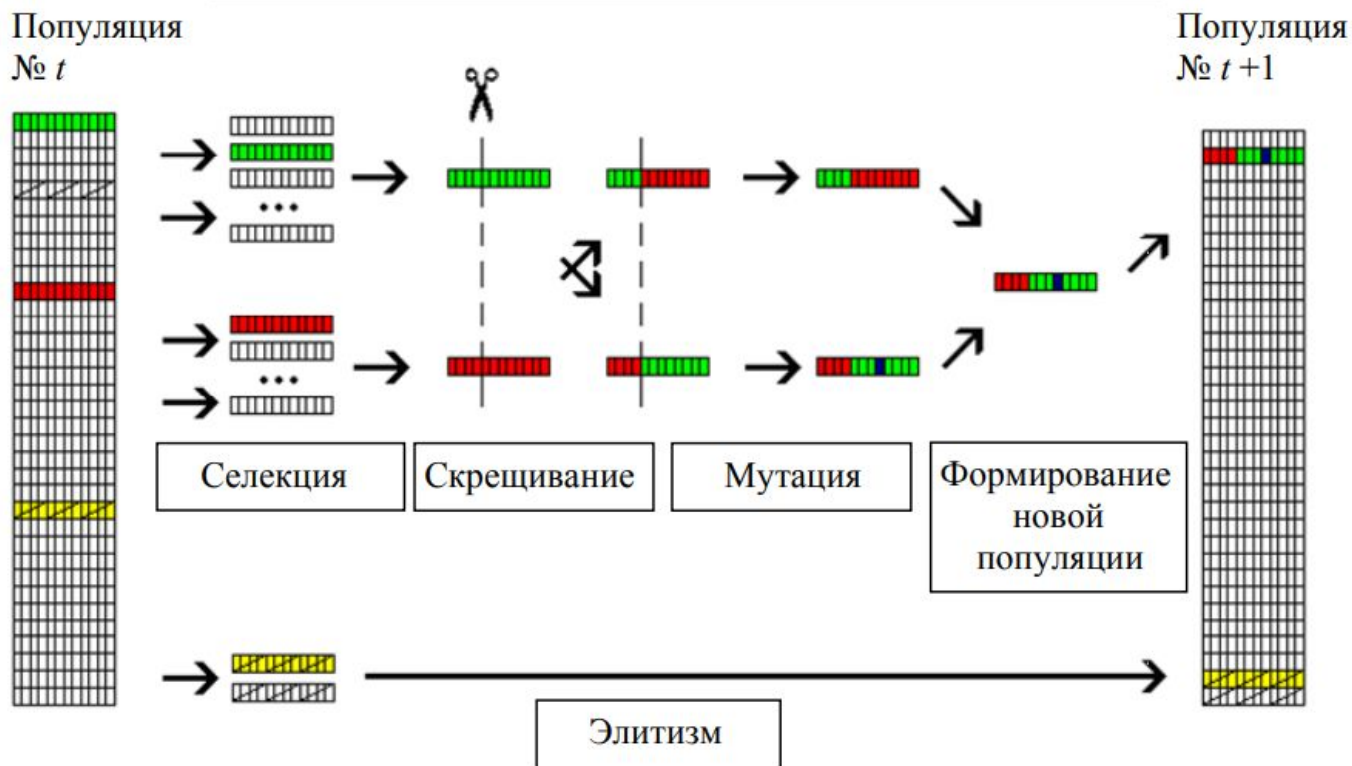 Популяция
№ t
Популяция
№ t +1
Селекция
Скрещивание
Мутация
Формирование
новой
популяции
Элитизм